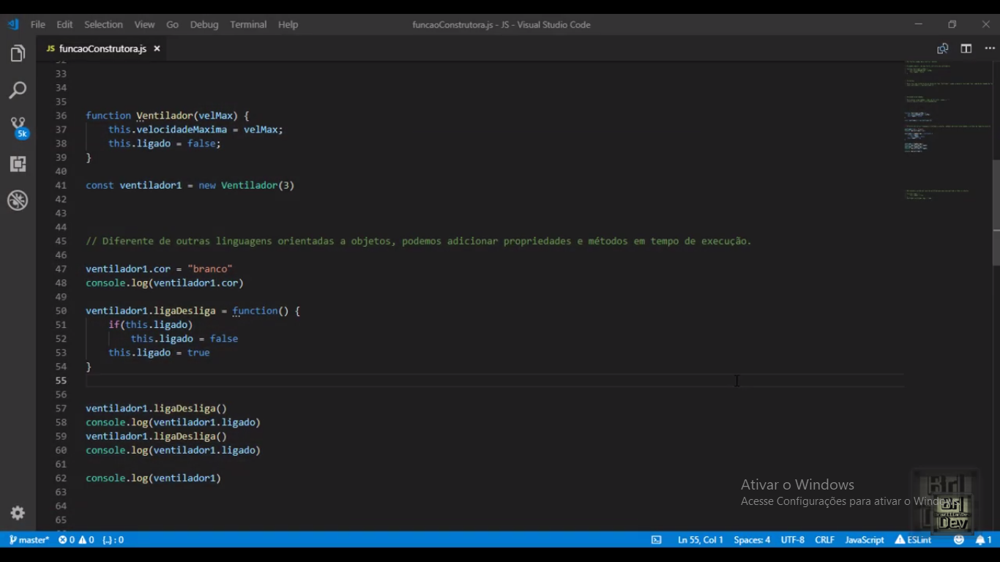 File Edit Selection View Go Debug Terminal Help funcaoConstrutora.js - JS - Visual Studio Code
JS funcaoConstrutora.js
33
34
35
36 function Ventilador(velMax) {
37 this.velocidadeMaxima = velMax;
38 this.ligado = false;
39 }
40
41 const ventilador1 = new Ventilador(3)
42
43
44
45 // Diferente de outras linguagens orientadas a objetos, podemos adicionar propriedades e métodos em tempo de execução.
46
47 ventilador1.cor = "branco"
48 console.log(ventilador1.cor)
49
50 ventilador1.ligaDesliga = function() {
51 if(this.ligado)
52 this.ligado = false
53 this.ligado = true
54 }
55
56
57 ventilador1.ligaDesliga()
58 console.log(ventilador1.ligado)
59 ventilador1.ligaDesliga()
60 console.log(ventilador1.ligado)
61
62 console.log(ventilador1)
63
64
65
5k
Ativar o Windows
Acesse Configurações para ativar o Windows.
Brl
Dev
master* 0 0 {..} : 0 Ln 55, Col 1 Spaces: 4 UTF-8 CRLF JavaScript ESLint 1